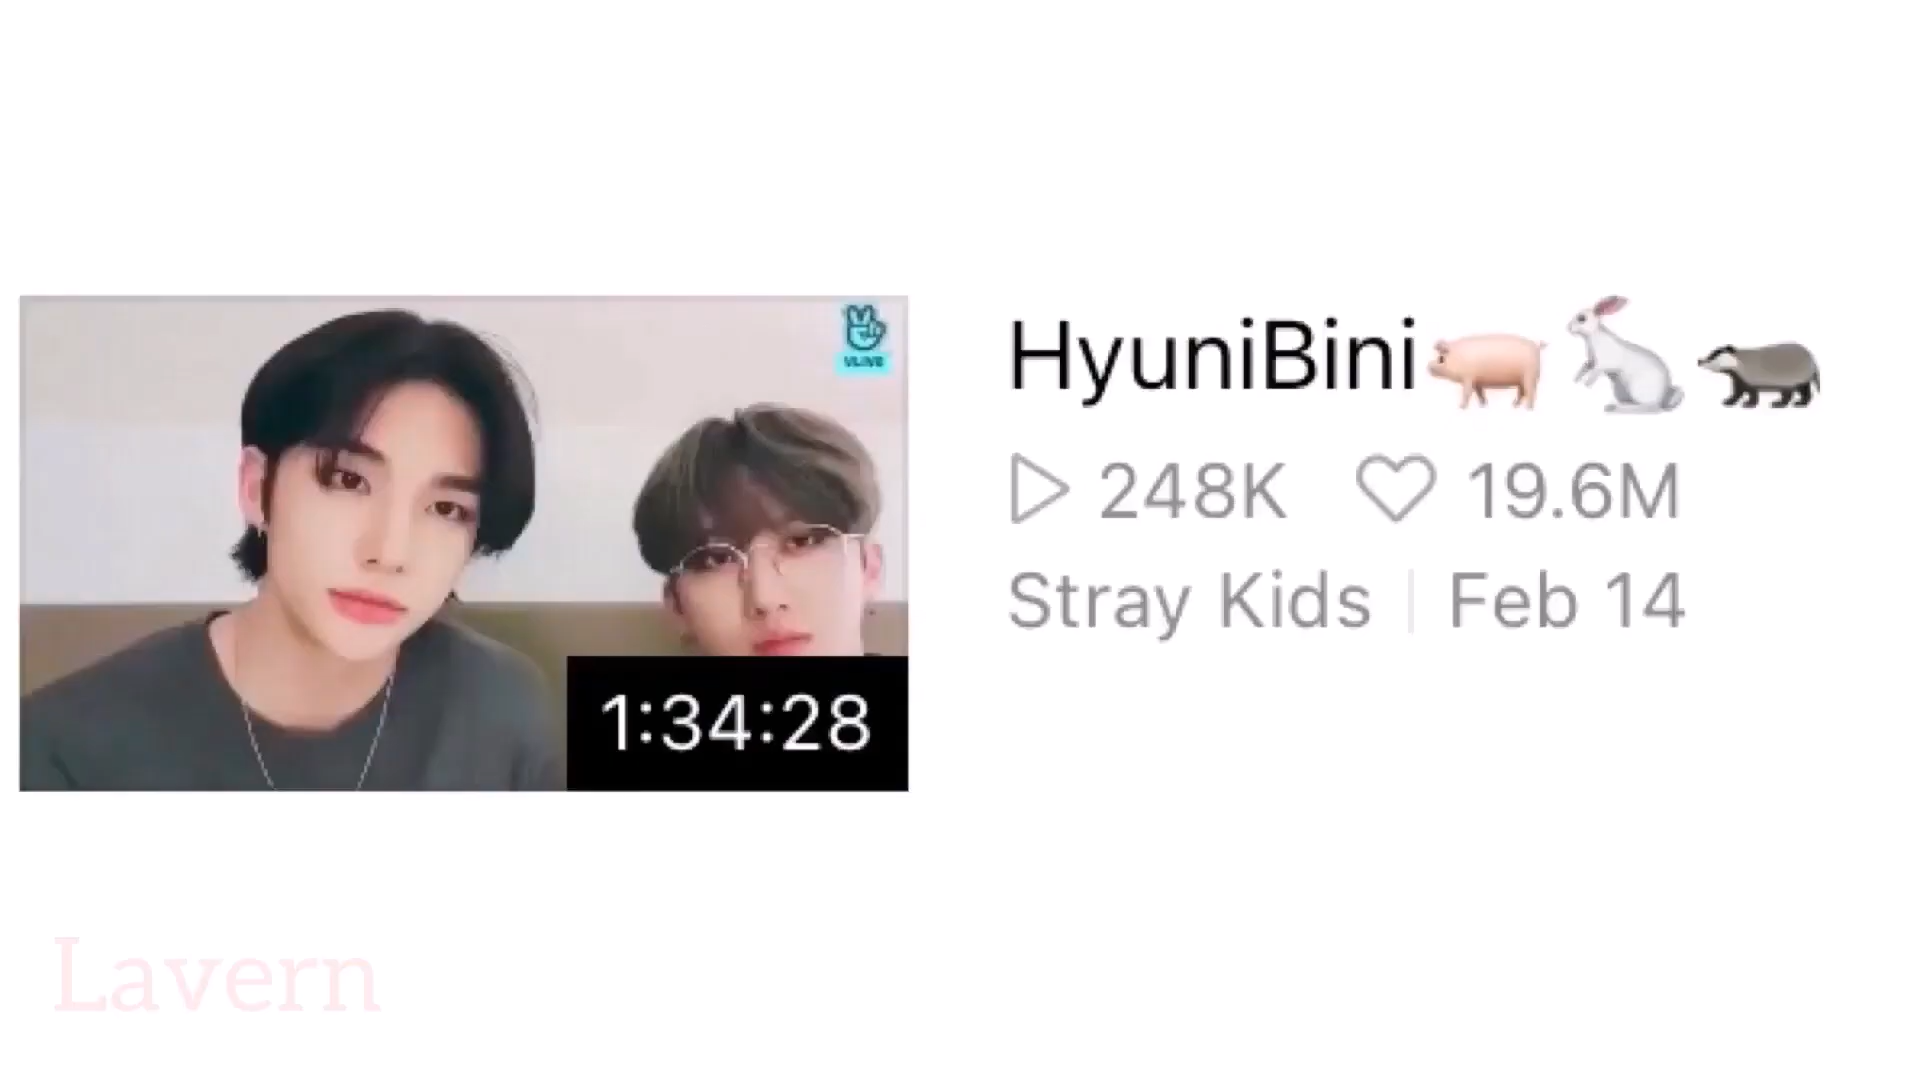 VLIVE
1:34:28
HyuniBini🐖🐇🦡
248K 19.6M
Stray Kids | Feb 14
Lavern